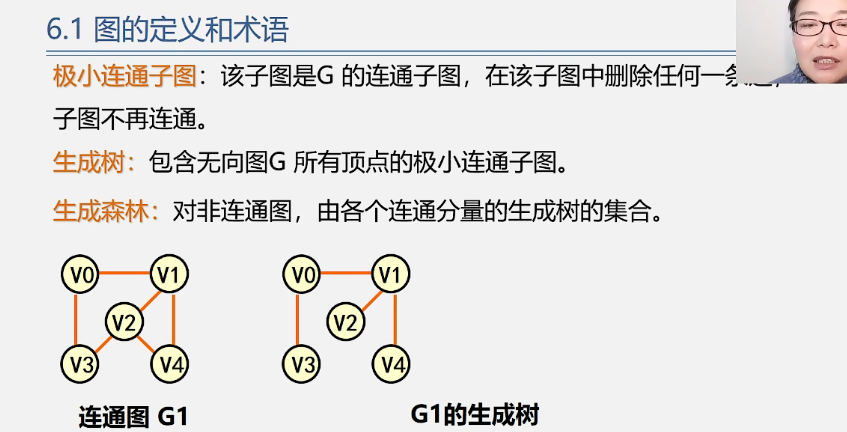 6.1 图的定义和术语
极小连通子图：该子图是G 的连通子图，在该子图中删除任何一条
子图不再连通。
生成树：包含无向图G 所有顶点的极小连通子图。
生成森林：对非连通图，由各个连通分量的生成树的集合。
V0 V1 V0 V1
V2 V2
V3 V4 V3 V4
连通图 G1 G1的生成树